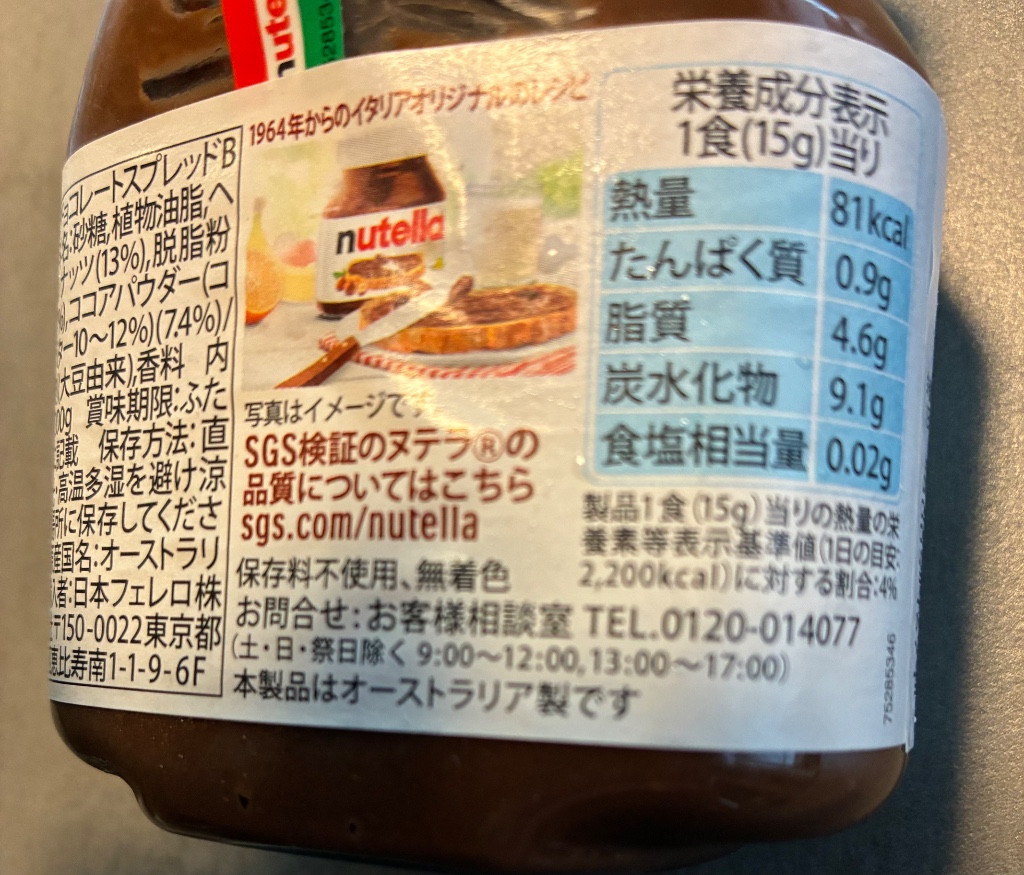 nute
28534
コレートスプレッドB
名:砂糖,植物油脂,ヘ
ナッツ(13%),脱脂粉
%),ココアパウダー(コ
ー10〜12%)(7.4%)/
(大豆由来),香料 内
00g 賞味期限:ふた
記載 保存方法:直
・高温多湿を避け涼
所に保存してくださ
産国名:オーストラリ
入者:日本フェレロ株
〒150-0022東京都
恵比寿南1-1-9-6F
1964年からのイタリアオリジナルのレシピ
nutella
写真はイメージです
SGS検証のヌテラ®の
品質についてはこちら
sgs.com/nutella
保存料不使用、無着色
お問合せ:お客様相談室 TEL.0120-014077
(土・日・祭日除く 9:00〜12:00,13:00〜17:00)
本製品はオーストラリア製です
栄養成分表示
1食(15g)当り
熱量 81kcal
たんぱく質 0.9g
脂質 4.6g
炭水化物 9.1g
食塩相当量 0.02g
製品1食(15g)当りの熱量の栄
養素等表示基準値(1日の目安:
2,200kcal)に対する割合:4%
75285346